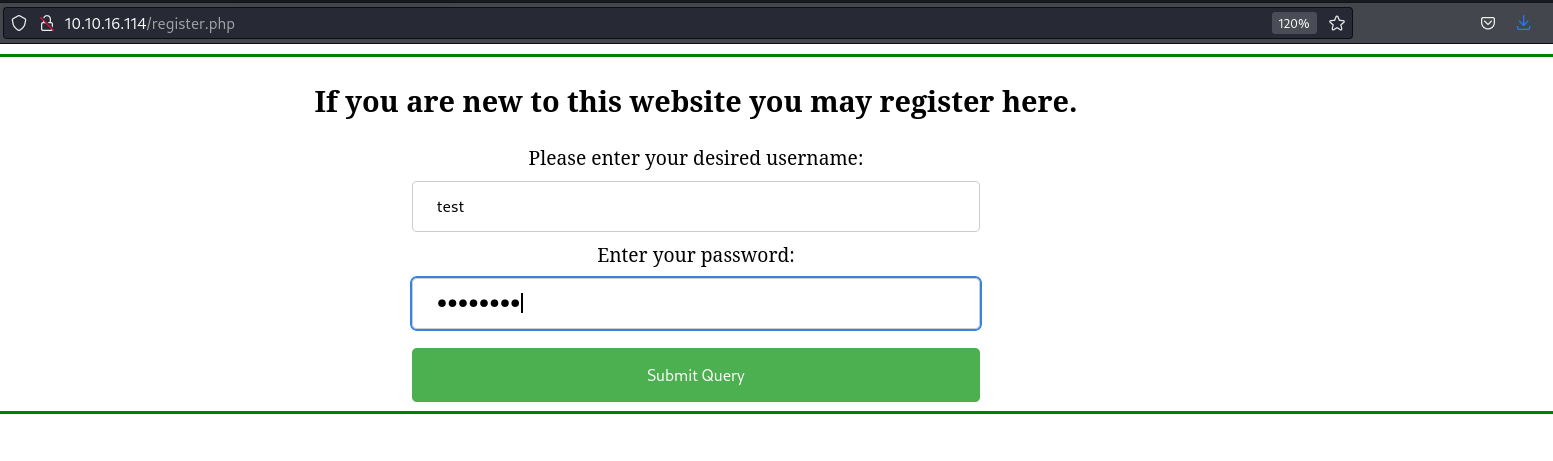 10.10.16.114/register.php 120%
If you are new to this website you may register here.
Please enter your desired username:
test
Enter your password:
••••••••
Submit Query